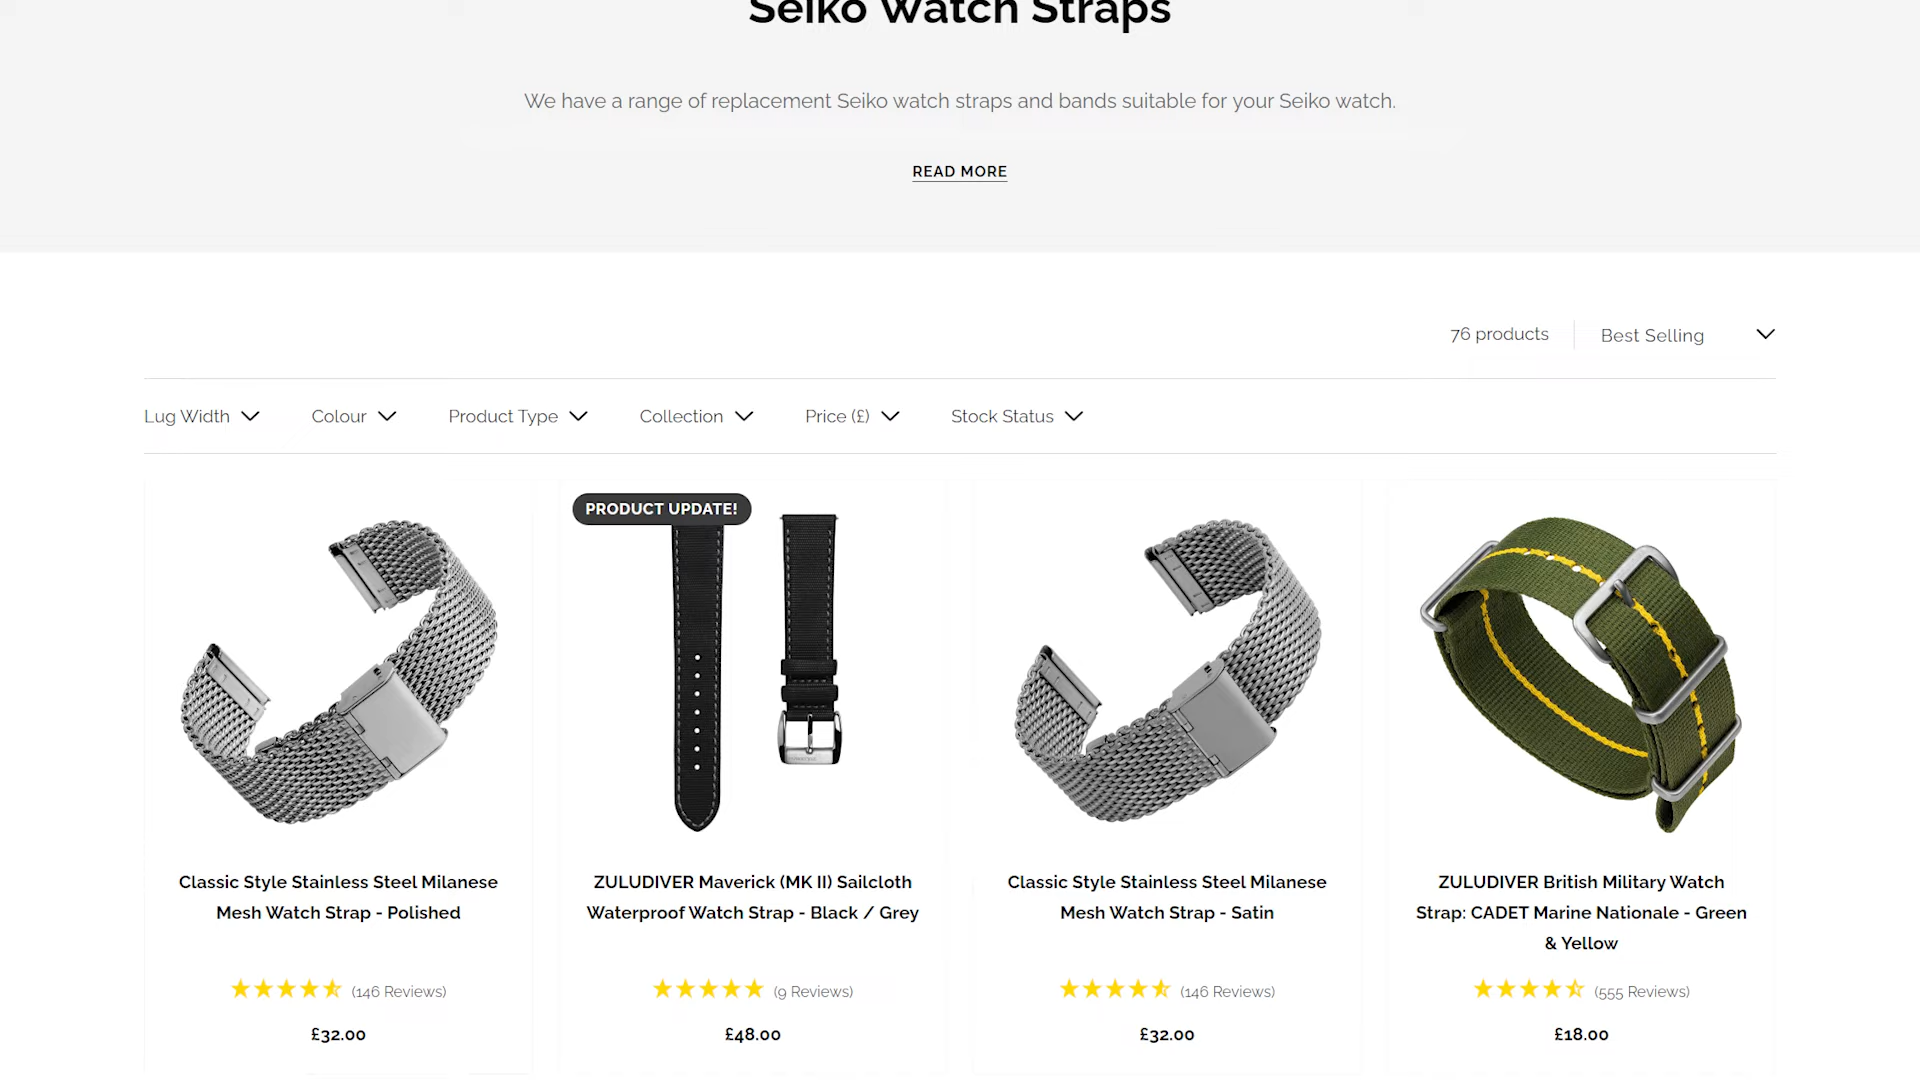 Seiko Watch Straps
We have a range of replacement Seiko watch straps and bands suitable for your Seiko watch.
READ MORE
76 products
Best Selling
Lug Width
Colour
Product Type
Collection
Price (£)
Stock Status
PRODUCT UPDATE!
Classic Style Stainless Steel Milanese
Mesh Watch Strap - Polished
(146 Reviews)
£32.00
ZULUDIVER Maverick (MK II) Sailcloth
Waterproof Watch Strap - Black / Grey
(9 Reviews)
£48.00
Classic Style Stainless Steel Milanese
Mesh Watch Strap - Satin
(146 Reviews)
£32.00
ZULUDIVER British Military Watch
Strap: CADET Marine Nationale - Green
& Yellow
(555 Reviews)
£18.00